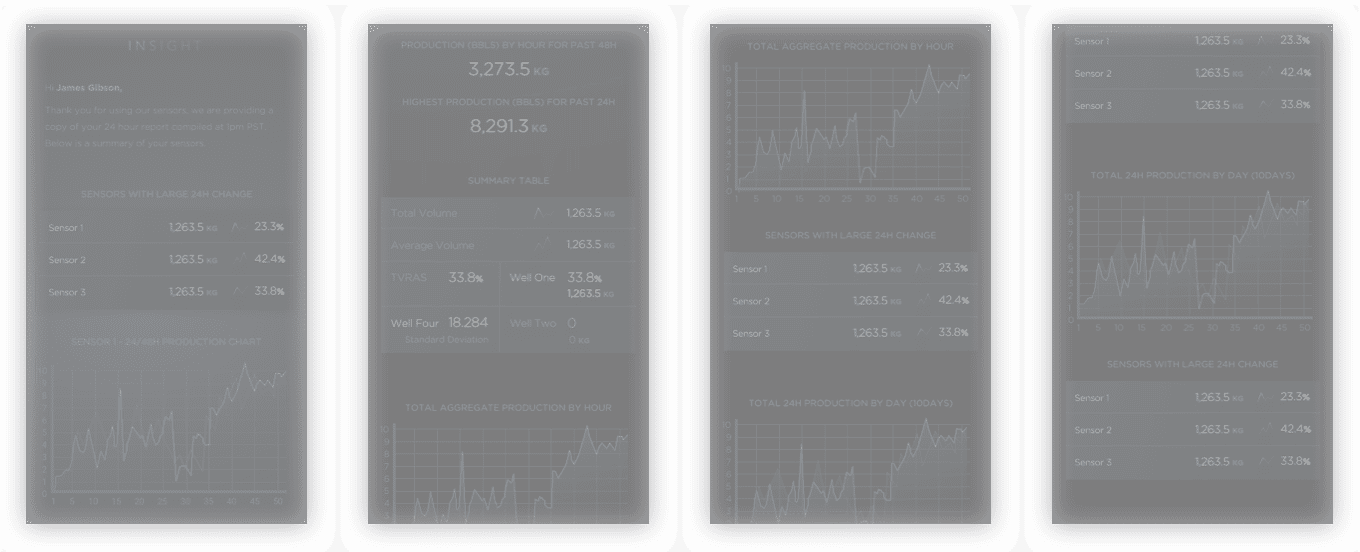 INSIGHT
Hi James Gibson,
Thank you for using our sensors, we are providing a
copy of your 24 hour report compiled at 1pm PST.
Below is a summary of your sensors.
SENSORS WITH LARGE 24H CHANGE
Sensor 1 1,263.5 KG 23.3%
Sensor 2 1,263.5 KG 42.4%
Sensor 3 1,263.5 KG 33.8%
SENSOR 1 - 24/48H PRODUCTION CHART
10
9
8
7
6
5
4
3
2
1
0
1 5 10 15 20 25 30 35 40 45 50
PRODUCTION (BBLS) BY HOUR FOR PAST 48H
3,273.5 KG
HIGHEST PRODUCTION (BBLS) FOR PAST 24H
8,291.3 KG
SUMMARY TABLE
Total Volume 1,263.5 KG
Average Volume 1,263.5 KG
TVRAS 33.8% Well One 33.8%
1,263.5 KG
Well Four 18.284 Well Two 0
Standard Deviation 0 KG
TOTAL AGGREGATE PRODUCTION BY HOUR
10
9
8
7
6
5
4
3
2
1
TOTAL AGGREGATE PRODUCTION BY HOUR
10
9
8
7
6
5
4
3
2
1
0
1 5 10 15 20 25 30 35 40 45 50
SENSORS WITH LARGE 24H CHANGE
Sensor 1 1,263.5 KG 23.3%
Sensor 2 1,263.5 KG 42.4%
Sensor 3 1,263.5 KG 33.8%
TOTAL 24H PRODUCTION BY DAY (10DAYS)
10
9
8
7
6
5
4
3
2
1
Sensor 1 1,263.5 KG 23.3%
Sensor 2 1,263.5 KG 42.4%
Sensor 3 1,263.5 KG 33.8%
TOTAL 24H PRODUCTION BY DAY (10DAYS)
10
9
8
7
6
5
4
3
2
1
0
1 5 10 15 20 25 30 35 40 45 50
SENSORS WITH LARGE 24H CHANGE
Sensor 1 1,263.5 KG 23.3%
Sensor 2 1,263.5 KG 42.4%
Sensor 3 1,263.5 KG 33.8%